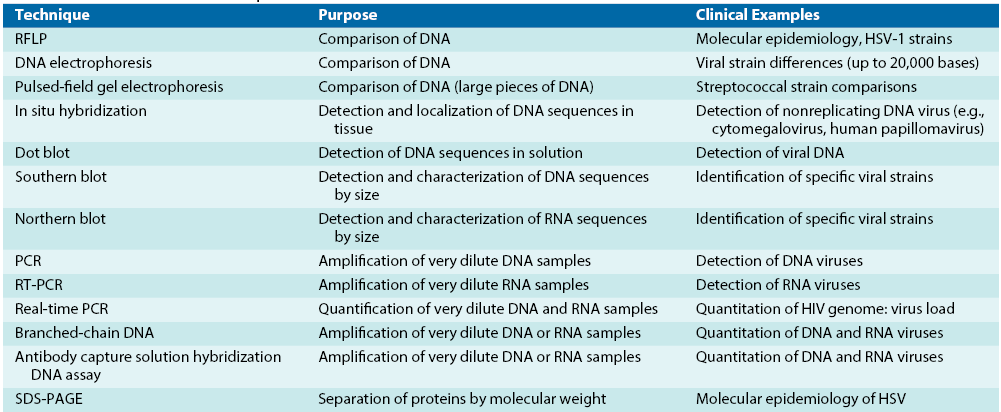 Technique Purpose Clinical Examples
RFLP Comparison of DNA Molecular epidemiology, HSV-1 strains
DNA electrophoresis Comparison of DNA Viral strain differences (up to 20,000 bases)
Pulsed-field gel electrophoresis Comparison of DNA (large pieces of DNA) Streptococcal strain comparisons
In situ hybridization Detection and localization of DNA sequences in Detection of nonreplicating DNA virus (e.g.,
tissue cytomegalovirus, human papillomavirus)
Dot blot Detection of DNA sequences in solution Detection of viral DNA
Southern blot Detection and characterization of DNA sequences Identification of specific viral strains
by size
Northern blot Detection and characterization of RNA sequences Identification of specific viral strains
by size
PCR Amplification of very dilute DNA samples Detection of DNA viruses
RT-PCR Amplification of very dilute RNA samples Detection of RNA viruses
Real-time PCR Quantification of very dilute DNA and RNA samples Quantitation of HIV genome: virus load
Branched-chain DNA Amplification of very dilute DNA or RNA samples Quantitation of DNA and RNA viruses
Antibody capture solution hybridization Amplification of very dilute DNA or RNA samples Quantitation of DNA and RNA viruses
DNA assay
SDS-PAGE Separation of proteins by molecular weight Molecular epidemiology of HSV